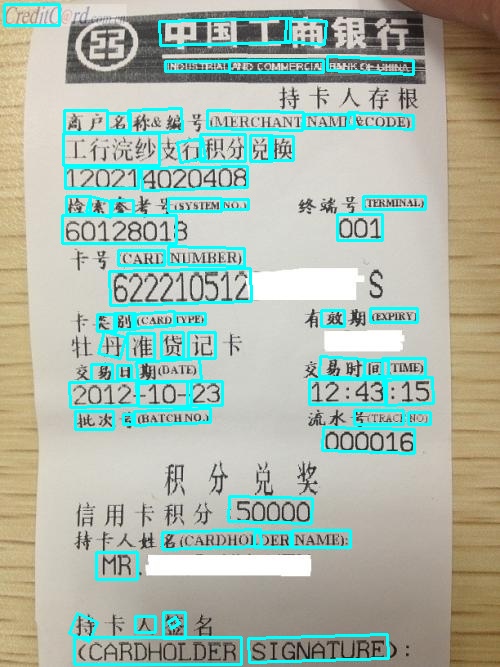 CreditCard.com.cn
中国工商银行
INDUSTRIAL AND COMMERCIAL BANK OF CHINA
持卡人存根
商户名称&编号(MERCHANT NAME &CODE)
工行浣纱支行积分兑换
120214020408
检索参考号(SYSTEM NO.) 终端号(TERMINAL)
60128018 001
卡号(CARD NUMBER)
622210512 S
卡类别(CARD TYPE) 有效期(EXPIRY)
牡丹准贷记卡
交易日期(DATE) 交易时间(TIME)
2012-10-23 12:43:15
批次号(BATCH NO.) 流水号(TRACE NO)
000016
积分兑奖
信用卡积分 50000
持卡人姓名(CARDHOLDER NAME):
MR.
持卡人签名
(CARDHOLDER SIGNATURE):